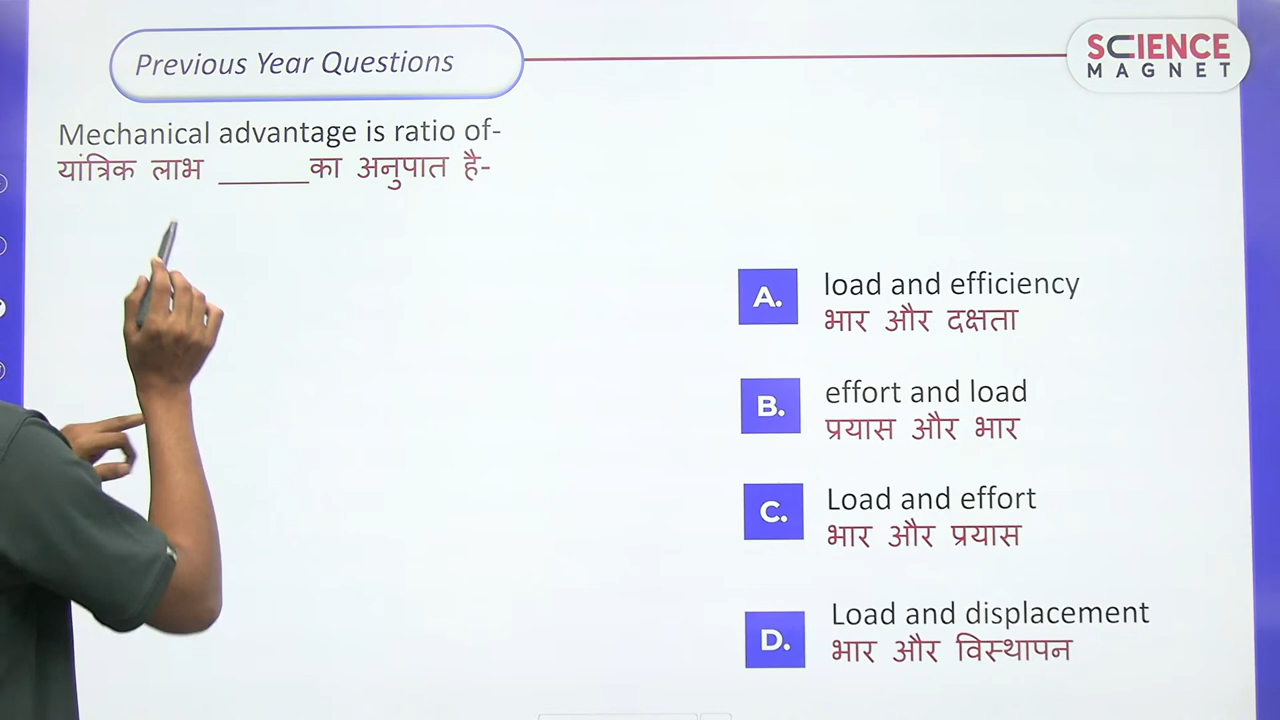 Previous Year Questions
SCIENCE
MAGNET
Mechanical advantage is ratio of-
यांत्रिक लाभ ______का अनुपात है-
A. load and efficiency
भार और दक्षता
B. effort and load
प्रयास और भार
C. Load and effort
भार और प्रयास
D. Load and displacement
भार और विस्थापन